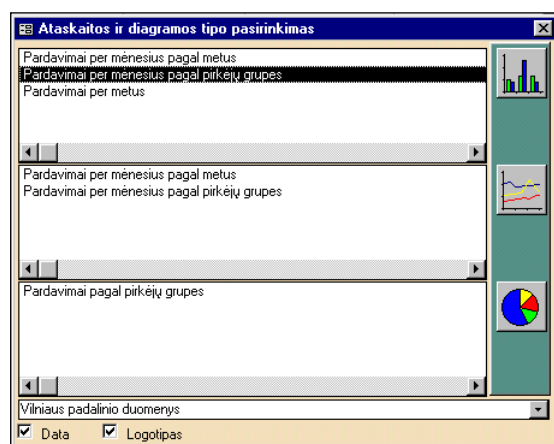 Ataskaitos ir diagramos tipo pasirinkimas
Pardavimai per mėnesius pagal metus
Pardavimai per mėnesius pagal pirkėjų grupes
Pardavimai per metus
Pardavimai per mėnesius pagal metus
Pardavimai per mėnesius pagal pirkėjų grupes
Pardavimai pagal pirkėjų grupes
Vilniaus padalinio duomenys
Data Logotipas